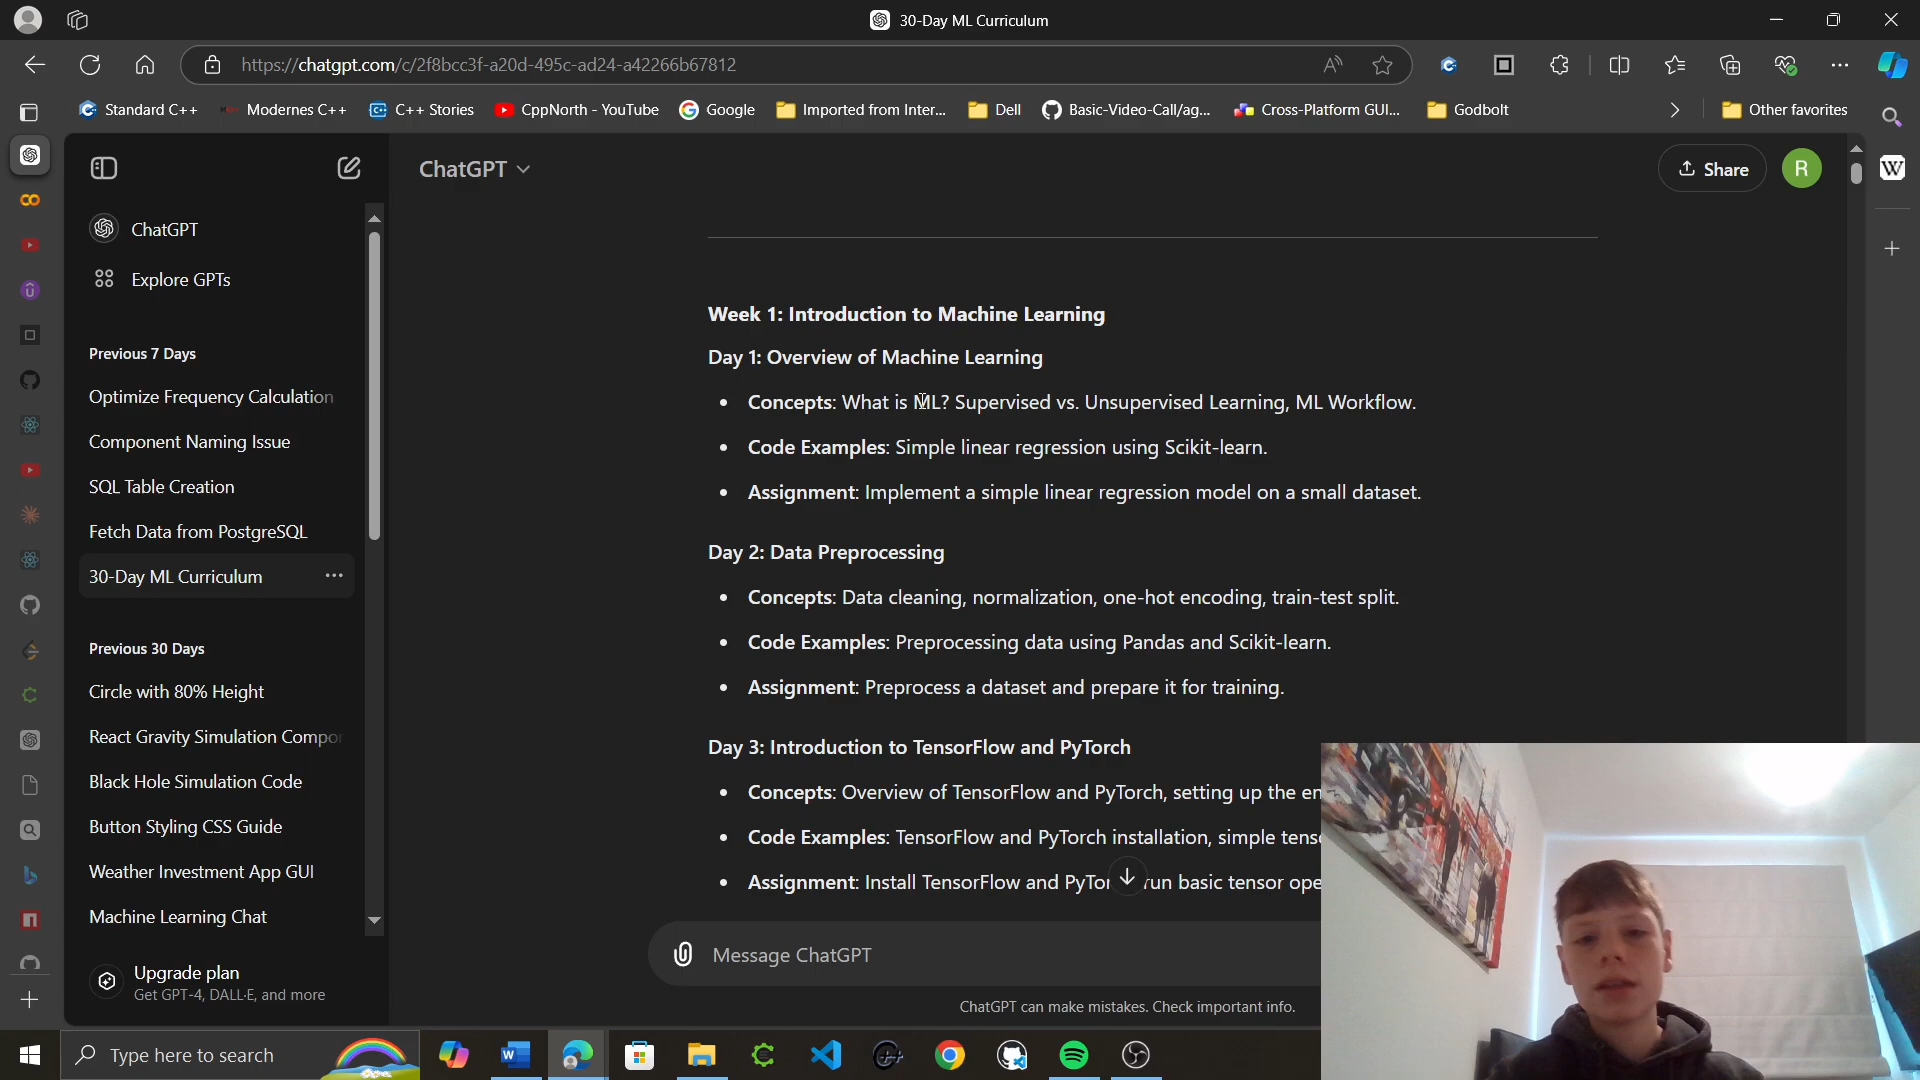 30-Day ML Curriculum
https://chatgpt.com/c/2f8bcc3f-a20d-495c-ad24-a42266b67812
Standard C++
Modernes C++
C++ Stories
CppNorth - YouTube
Google
Imported from Inter...
Dell
Basic-Video-Call/ag...
Cross-Platform GUI...
Godbolt
Other favorites
ChatGPT
Share
R
W
ChatGPT
Explore GPTs
Previous 7 Days
Optimize Frequency Calculation
Component Naming Issue
SQL Table Creation
Fetch Data from PostgreSQL
30-Day ML Curriculum
Previous 30 Days
Circle with 80% Height
React Gravity Simulation Compo
Black Hole Simulation Code
Button Styling CSS Guide
Weather Investment App GUI
Machine Learning Chat
Upgrade plan
Get GPT-4, DALL·E, and more
Week 1: Introduction to Machine Learning
Day 1: Overview of Machine Learning
• Concepts: What is ML? Supervised vs. Unsupervised Learning, ML Workflow.
• Code Examples: Simple linear regression using Scikit-learn.
• Assignment: Implement a simple linear regression model on a small dataset.
Day 2: Data Preprocessing
• Concepts: Data cleaning, normalization, one-hot encoding, train-test split.
• Code Examples: Preprocessing data using Pandas and Scikit-learn.
• Assignment: Preprocess a dataset and prepare it for training.
Day 3: Introduction to TensorFlow and PyTorch
• Concepts: Overview of TensorFlow and PyTorch, setting up the en
• Code Examples: TensorFlow and PyTorch installation, simple tens
• Assignment: Install TensorFlow and PyTor run basic tensor ope
Message ChatGPT
ChatGPT can make mistakes. Check important info.
Type here to search